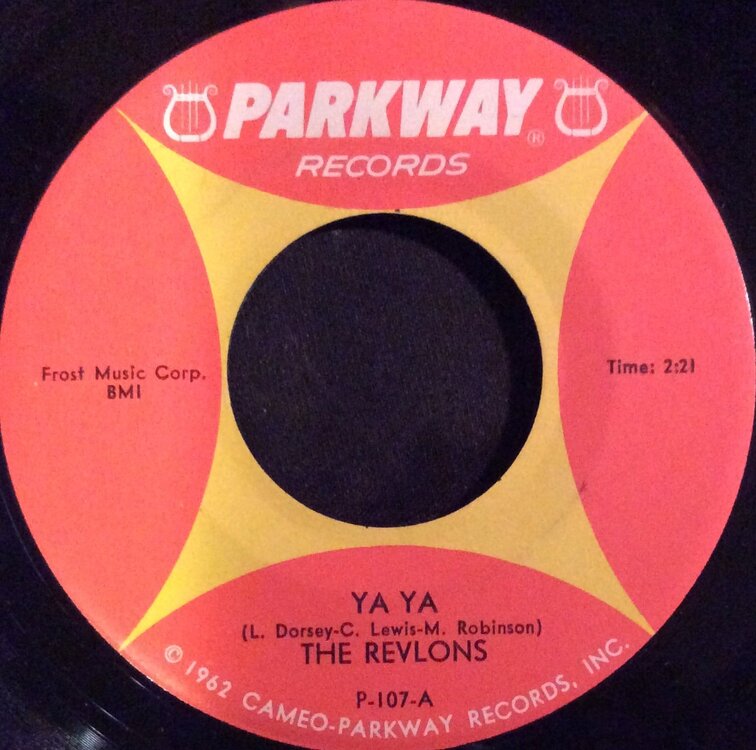 PARKWAY ®
RECORDS
Frost Music Corp.
BMI
Time: 2:21
YA YA
(L. Dorsey-C. Lewis-M. Robinson)
THE REVLONS
P-107-A
© 1962 CAMEO-PARKWAY RECORDS, INC.